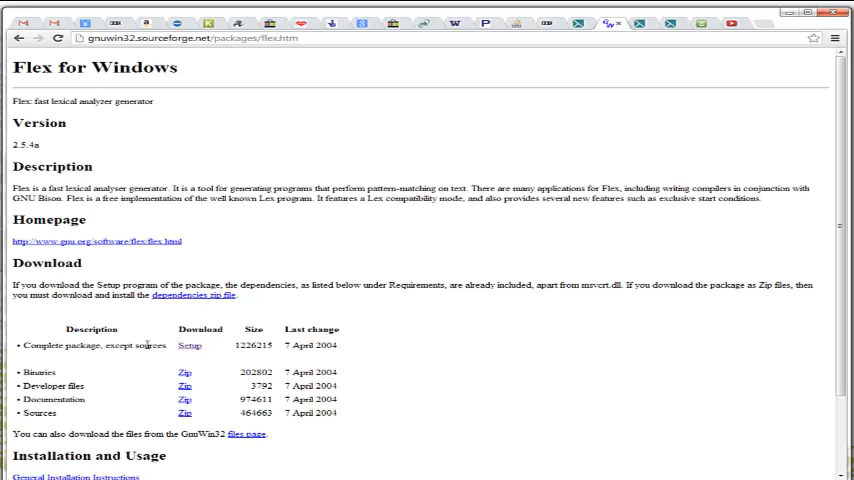 gnuwin32.sourceforge.net/packages/flex.htm
Flex for Windows
Flex: fast lexical analyzer generator
Version
2.5.4a
Description
Flex is a fast lexical analyser generator. It is a tool for generating programs that perform pattern-matching on text. There are many applications for Flex, including writing compilers in conjunction with
GNU Bison. Flex is a free implementation of the well known Lex program. It features a Lex compatibility mode, and also provides several new features such as exclusive start conditions.
Homepage
http://www.gnu.org/software/flex/flex.html
Download
If you download the Setup program of the package, the dependencies, as listed below under Requirements, are already included, apart from msvcrt.dll. If you download the package as Zip files, then
you must download and install the dependencies zip file.
Description Download Size Last change
• Complete package, except sources Setup 1226215 7 April 2004
• Binaries Zip 202802 7 April 2004
• Developer files Zip 3792 7 April 2004
• Documentation Zip 974611 7 April 2004
• Sources Zip 464663 7 April 2004
You can also download the files from the GnuWin32 files page.
Installation and Usage
General Installation Instructions